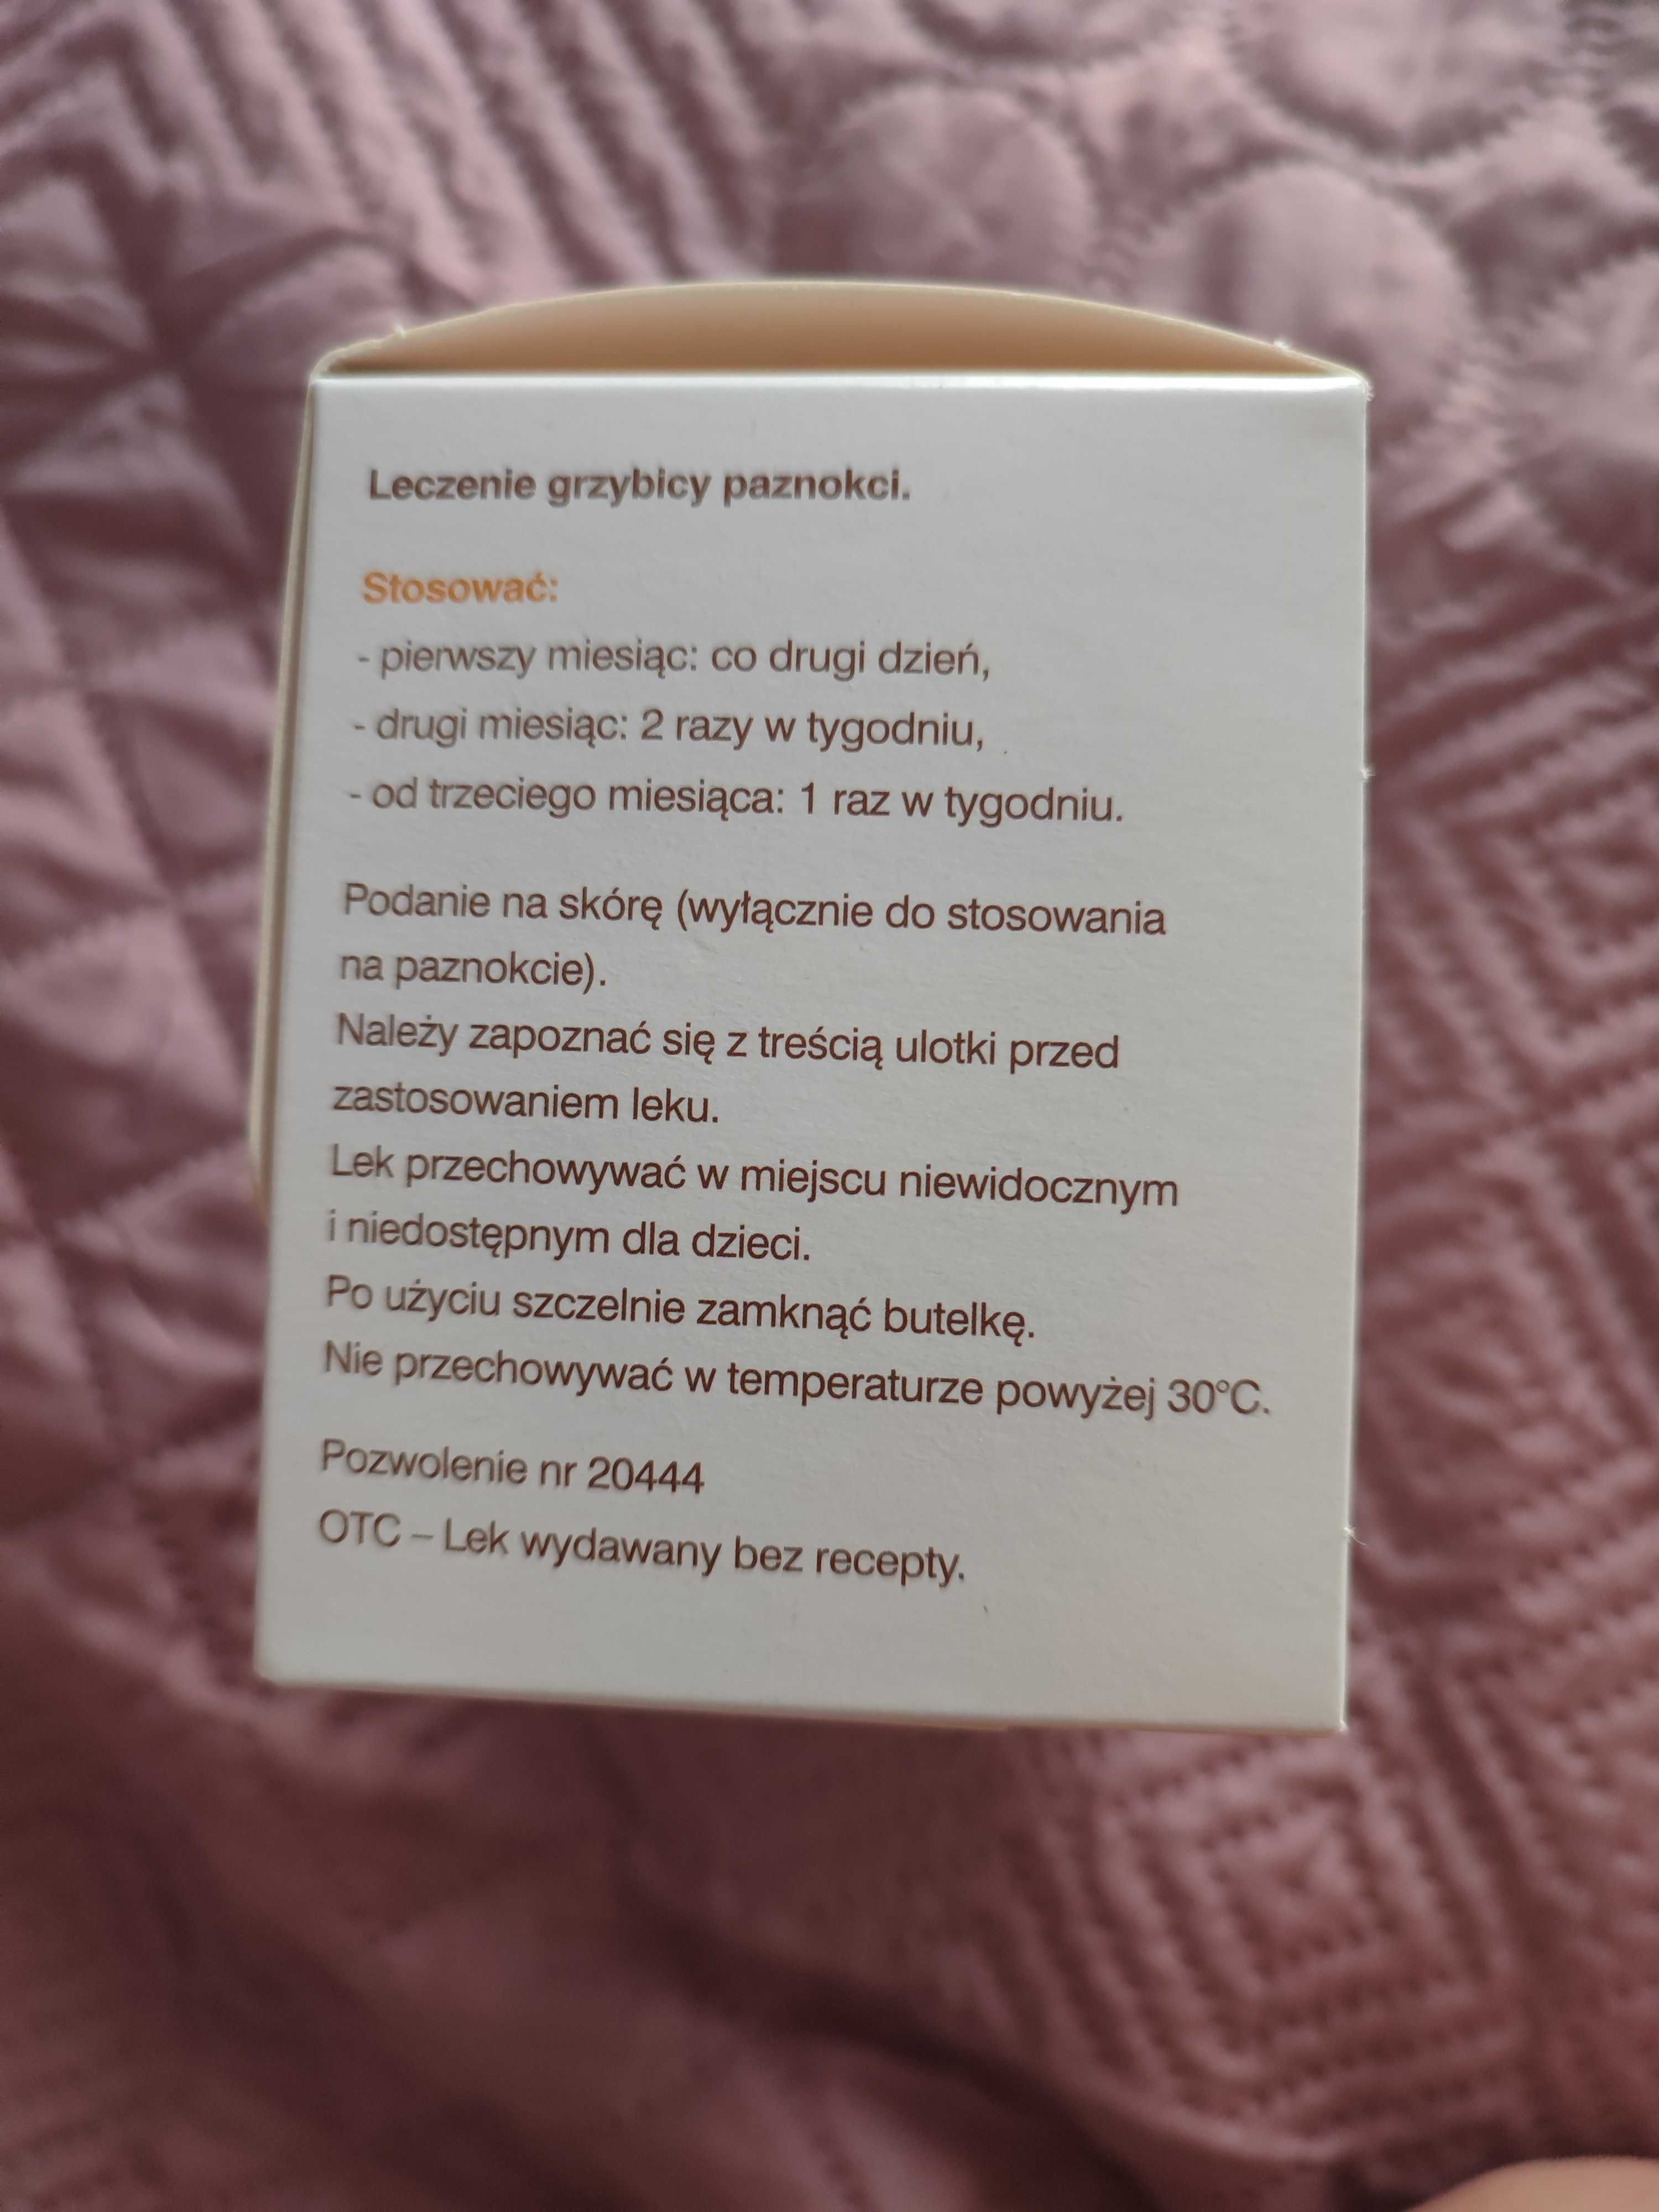 Leczenie grzybicy paznokci.
Stosować:
- pierwszy miesiąc: co drugi dzień,
- drugi miesiąc: 2 razy w tygodniu,
- od trzeciego miesiąca: 1 raz w tygodniu.
Podanie na skórę (wyłącznie do stosowania
na paznokcie).
Należy zapoznać się z treścią ulotki przed
zastosowaniem leku.
Lek przechowywać w miejscu niewidocznym
i niedostępnym dla dzieci.
Po użyciu szczelnie zamknąć butelkę.
Nie przechowywać w temperaturze powyżej 30°C.
Pozwolenie nr 20444
OTC – Lek wydawany bez recepty.